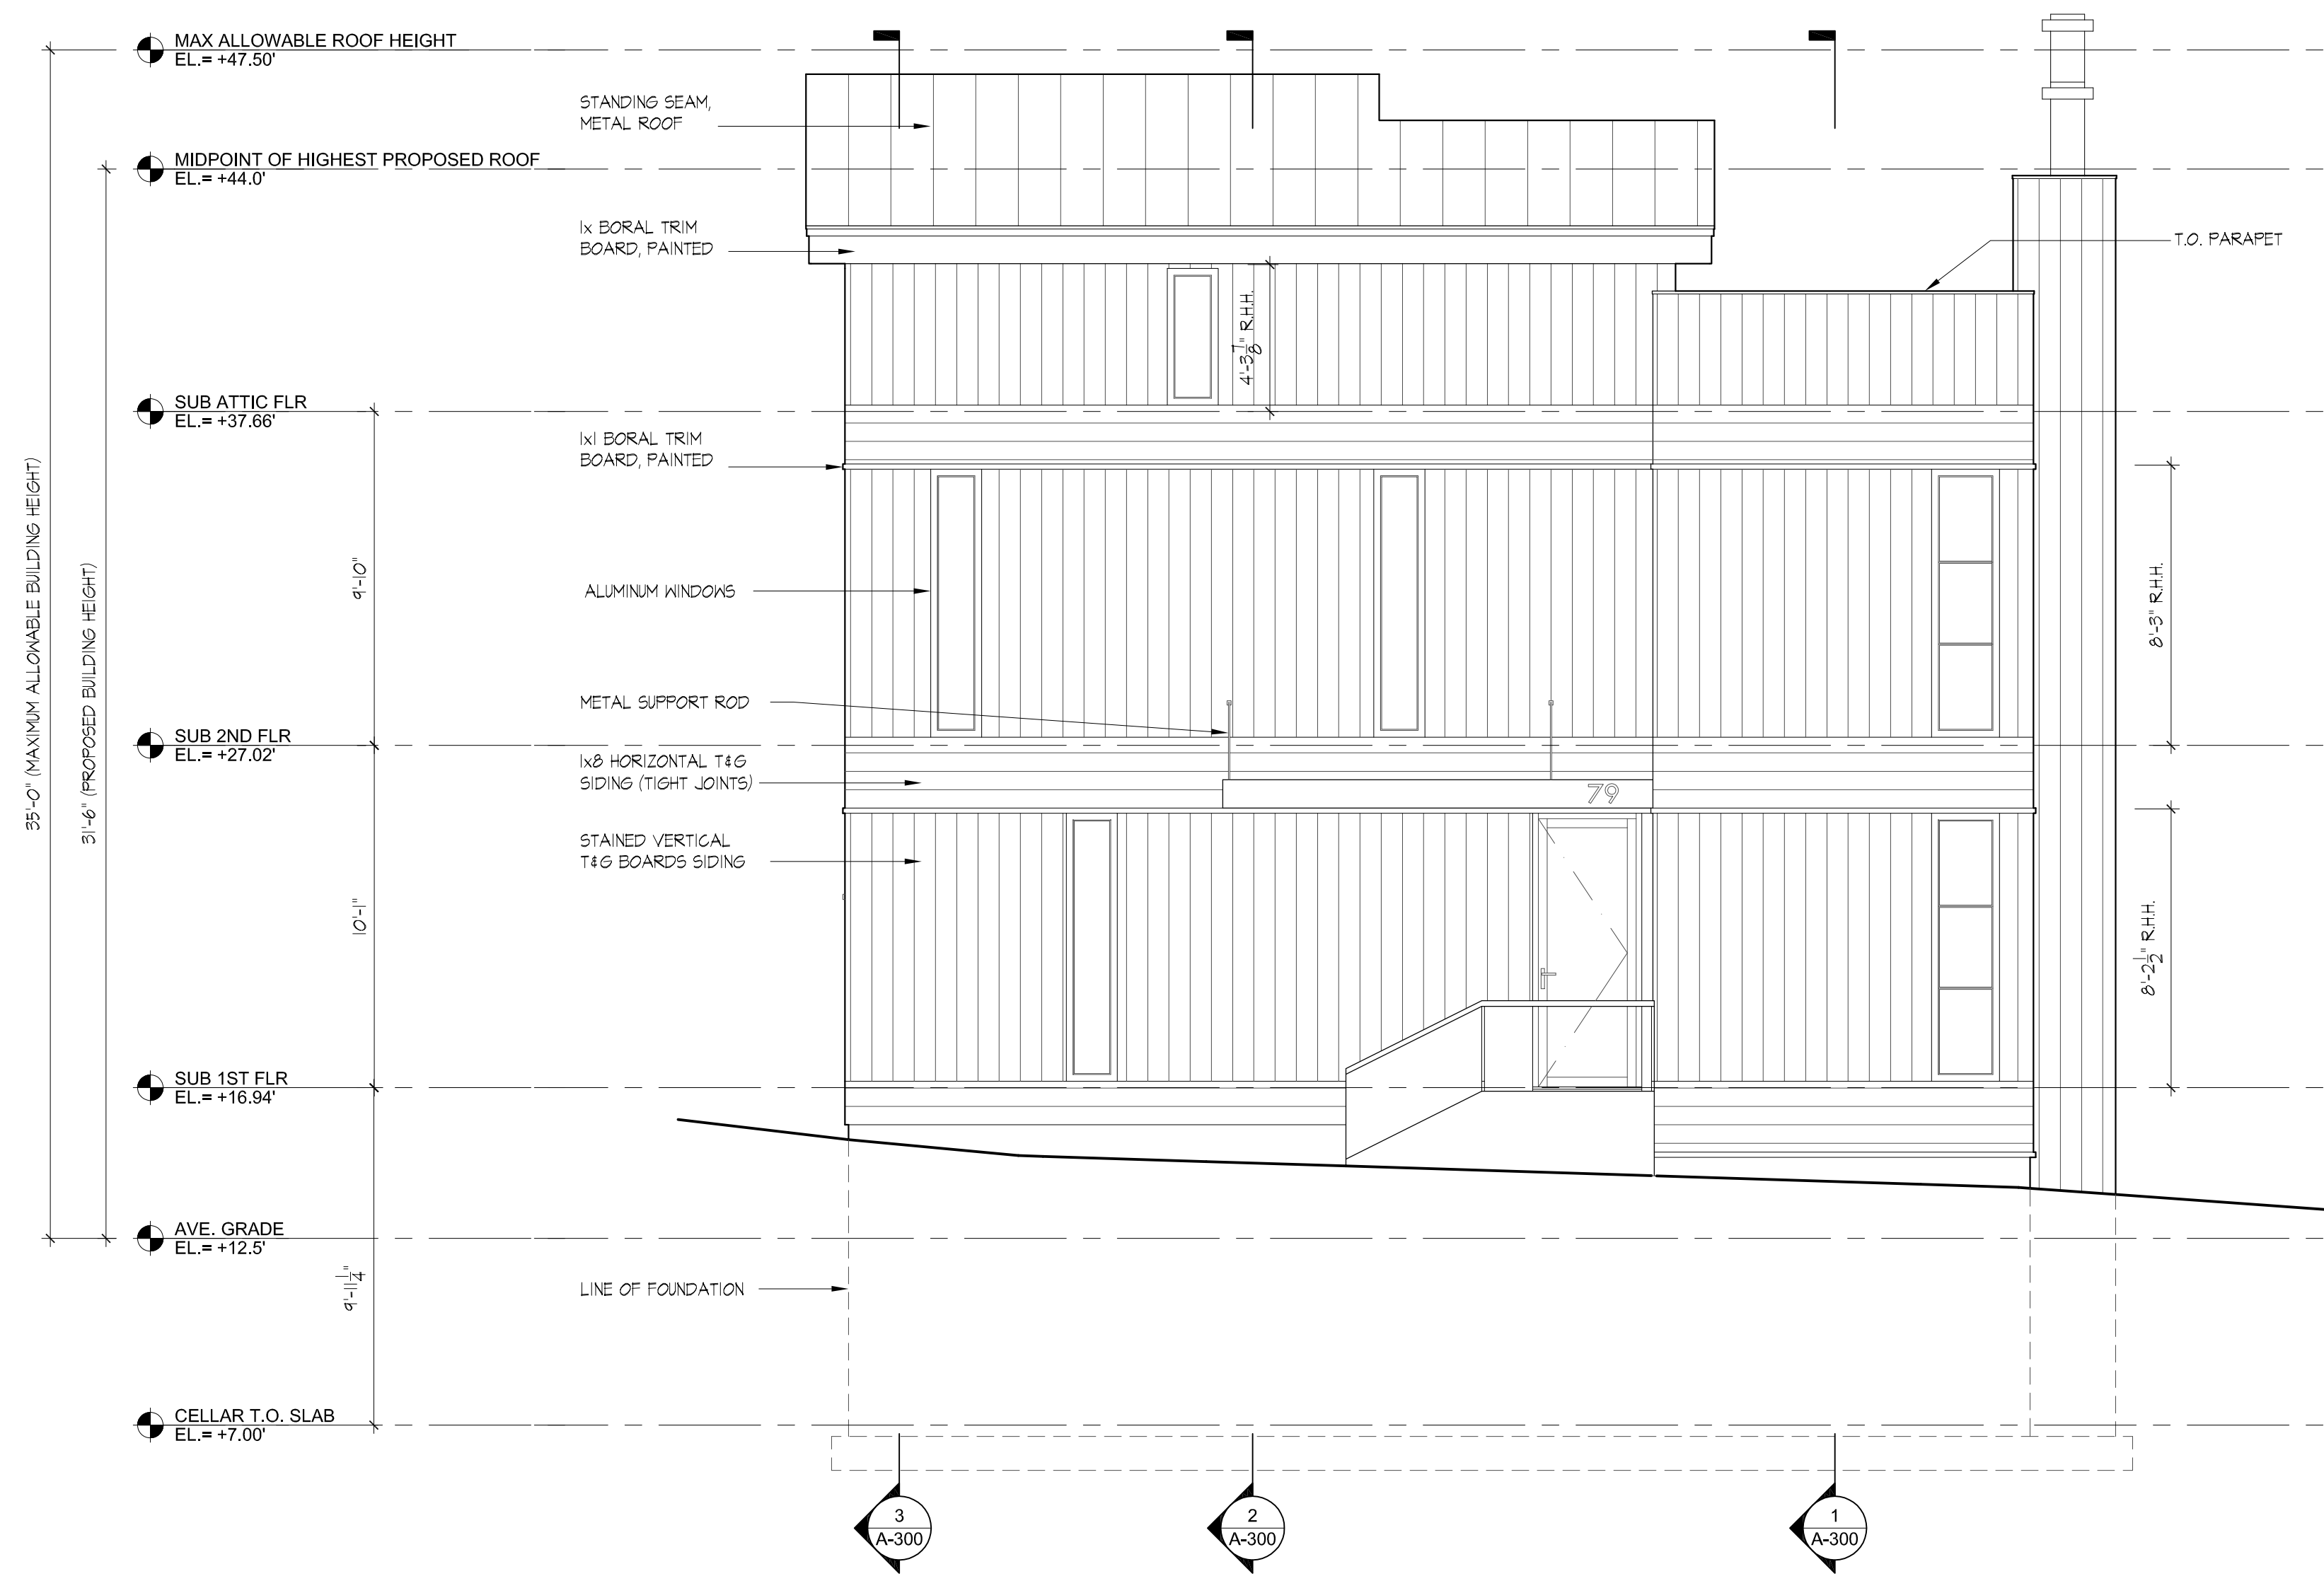 MAX ALLOWABLE ROOF HEIGHT
EL.= +47.50'
STANDING SEAM,
METAL ROOF
MIDPOINT OF HIGHEST PROPOSED ROOF
EL.= +44.0'
1x BORAL TRIM
BOARD, PAINTED
T.O. PARAPET
4'-3 7/8" R.H.H.
SUB ATTIC FLR
EL.= +37.66'
1x1 BORAL TRIM
BOARD, PAINTED
35'-0" (MAXIMUM ALLOWABLE BUILDING HEIGHT)
31'-6" (PROPOSED BUILDING HEIGHT)
9'-10"
ALUMINUM WINDOWS
8'-3" R.H.H.
METAL SUPPORT ROD
SUB 2ND FLR
EL.= +27.02'
1x8 HORIZONTAL T&G
SIDING (TIGHT JOINTS)
79
STAINED VERTICAL
T&G BOARDS SIDING
10'-1"
8'-2 1/2" R.H.H.
SUB 1ST FLR
EL.= +16.94'
AVE. GRADE
EL.= +12.5'
9'-11 1/4"
LINE OF FOUNDATION
CELLAR T.O. SLAB
EL.= +7.00'
3
A-300
2
A-300
1
A-300